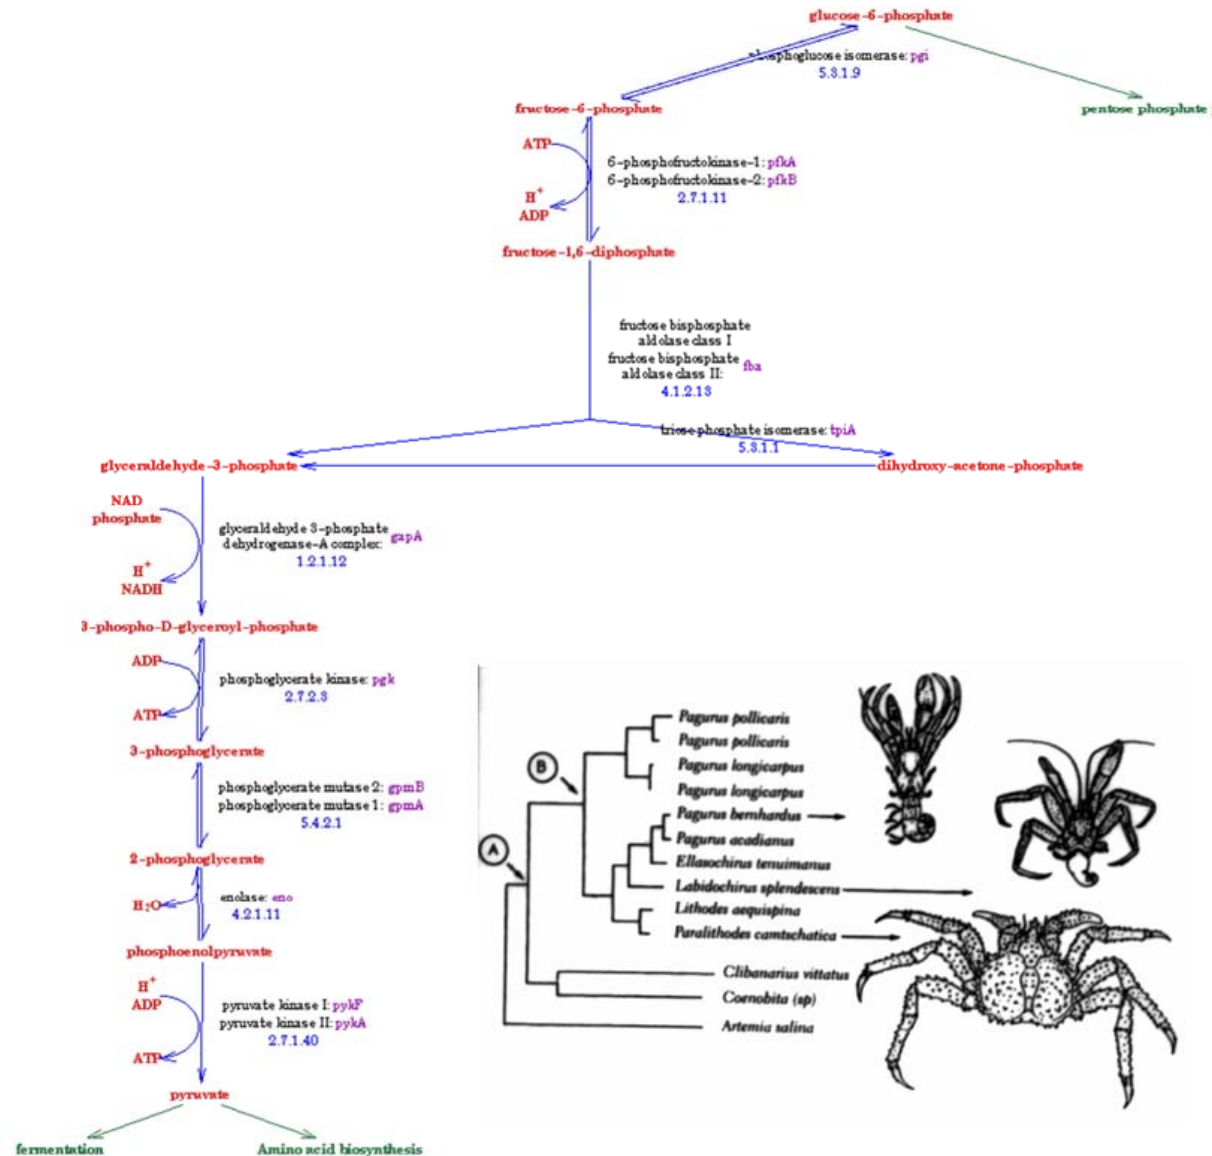 glucose-6-phosphate
phosphoglucose isomerase: pgi
5.3.1.9
fructose-6-phosphate
pentose phosphate
ATP
6-phosphofructokinase-1: pfkA
6-phosphofructokinase-2: pfkB
2.7.1.11
H+
ADP
fructose-1,6-diphosphate
fructose bisphosphate
aldolase class I
fructose bisphosphate
aldolase class II: fba
4.1.2.13
triose phosphate isomerase: tpiA
5.3.1.1
glyceraldehyde-3-phosphate
dihydroxy-acetone-phosphate
NAD
phosphate
glyceraldehyde 3-phosphate
dehydrogenase-A complex: gapA
1.2.1.12
H+
NADH
3-phospho-D-glyceroyl-phosphate
ADP
phosphoglycerate kinase: pgk
2.7.2.3
ATP
3-phosphoglycerate
phosphoglycerate mutase 2: gpmB
phosphoglycerate mutase 1: gpmA
5.4.2.1
2-phosphoglycerate
H2O
enolase: eno
4.2.1.11
phosphoenolpyruvate
H+
ADP
pyruvate kinase I: pykF
pyruvate kinase II: pykA
2.7.1.40
ATP
pyruvate
fermentation
Amino acid biosynthesis
A
B
Pagurus pollicaris
Pagurus pollicaris
Pagurus longicarpus
Pagurus longicarpus
Pagurus bernhardus
Pagurus acadianus
Ellasochirus tenuimanus
Labidochirus splendescens
Lithodes aequispina
Paralithodes camtschatica
Clibanarius vittatus
Coenobita (sp)
Artemia salina